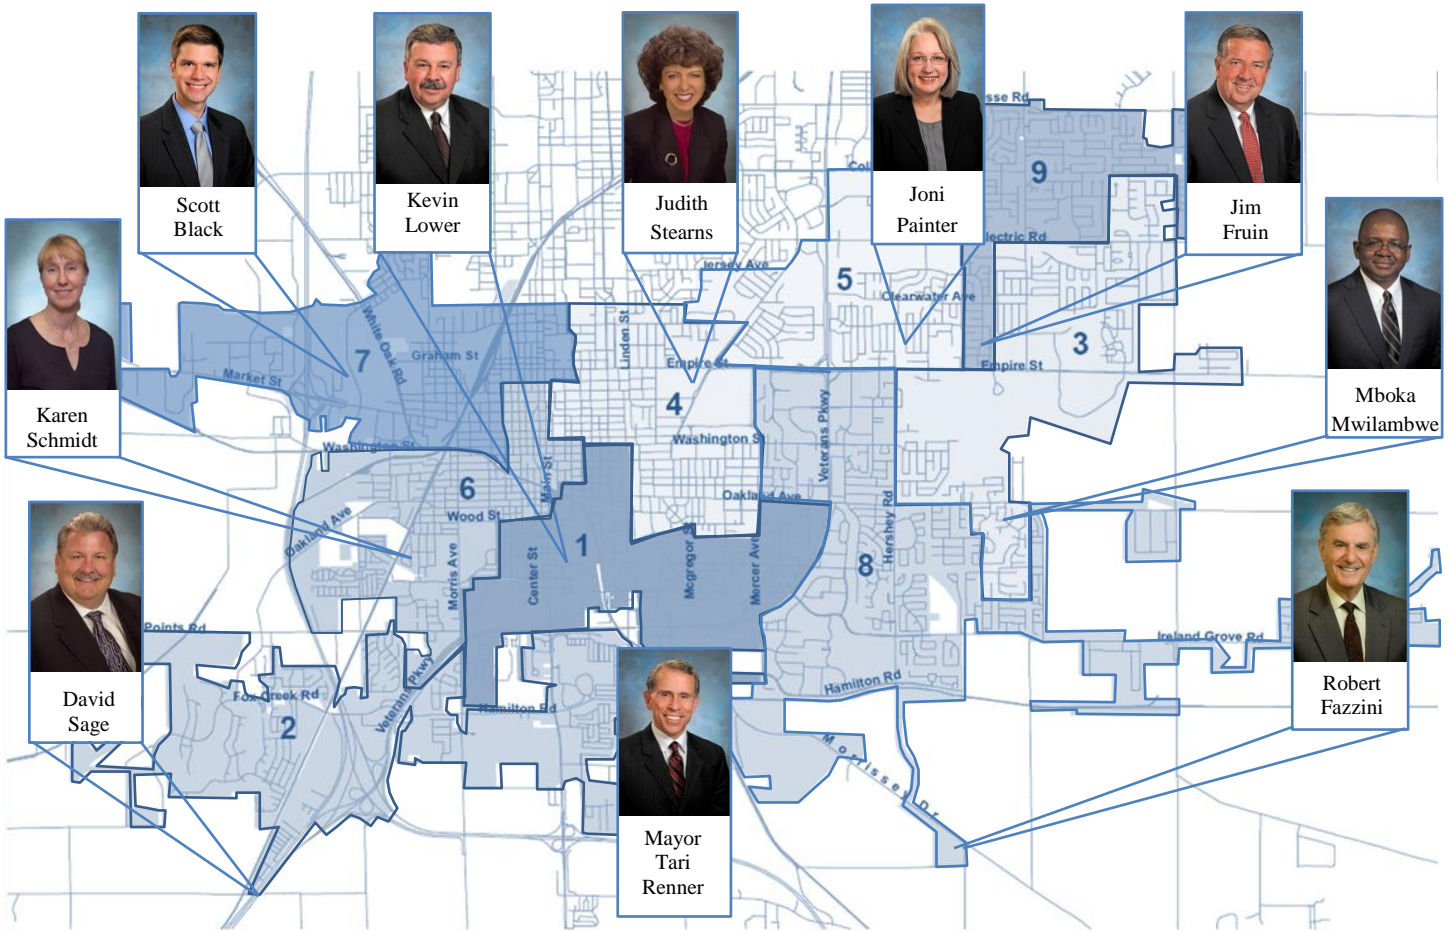 Scott
Black
Kevin
Lower
Judith
Stearns
Joni
Painter
Jim
Fruin
Karen
Schmidt
Mboka
Mwilambwe
David
Sage
Robert
Fazzini
Mayor
Tari
Renner
9
5
Clearwater Ave
3
Empire St
7
White Oak Rd
Graham St
Market St
Linden St
Empire St
4
Washington St
Washington St
Veterans Pkwy
6
Main St
Wood St
Oakland Ave
Oakland Ave
Hershey Rd
1
Center St
Morris Ave
Mcgregor St
Mercer Ave
8
Points Rd
Ireland Grove Rd
Fox Creek Rd
2
Veterans Pkwy
Hamilton Rd
Hamilton Rd
Morrissey Dr